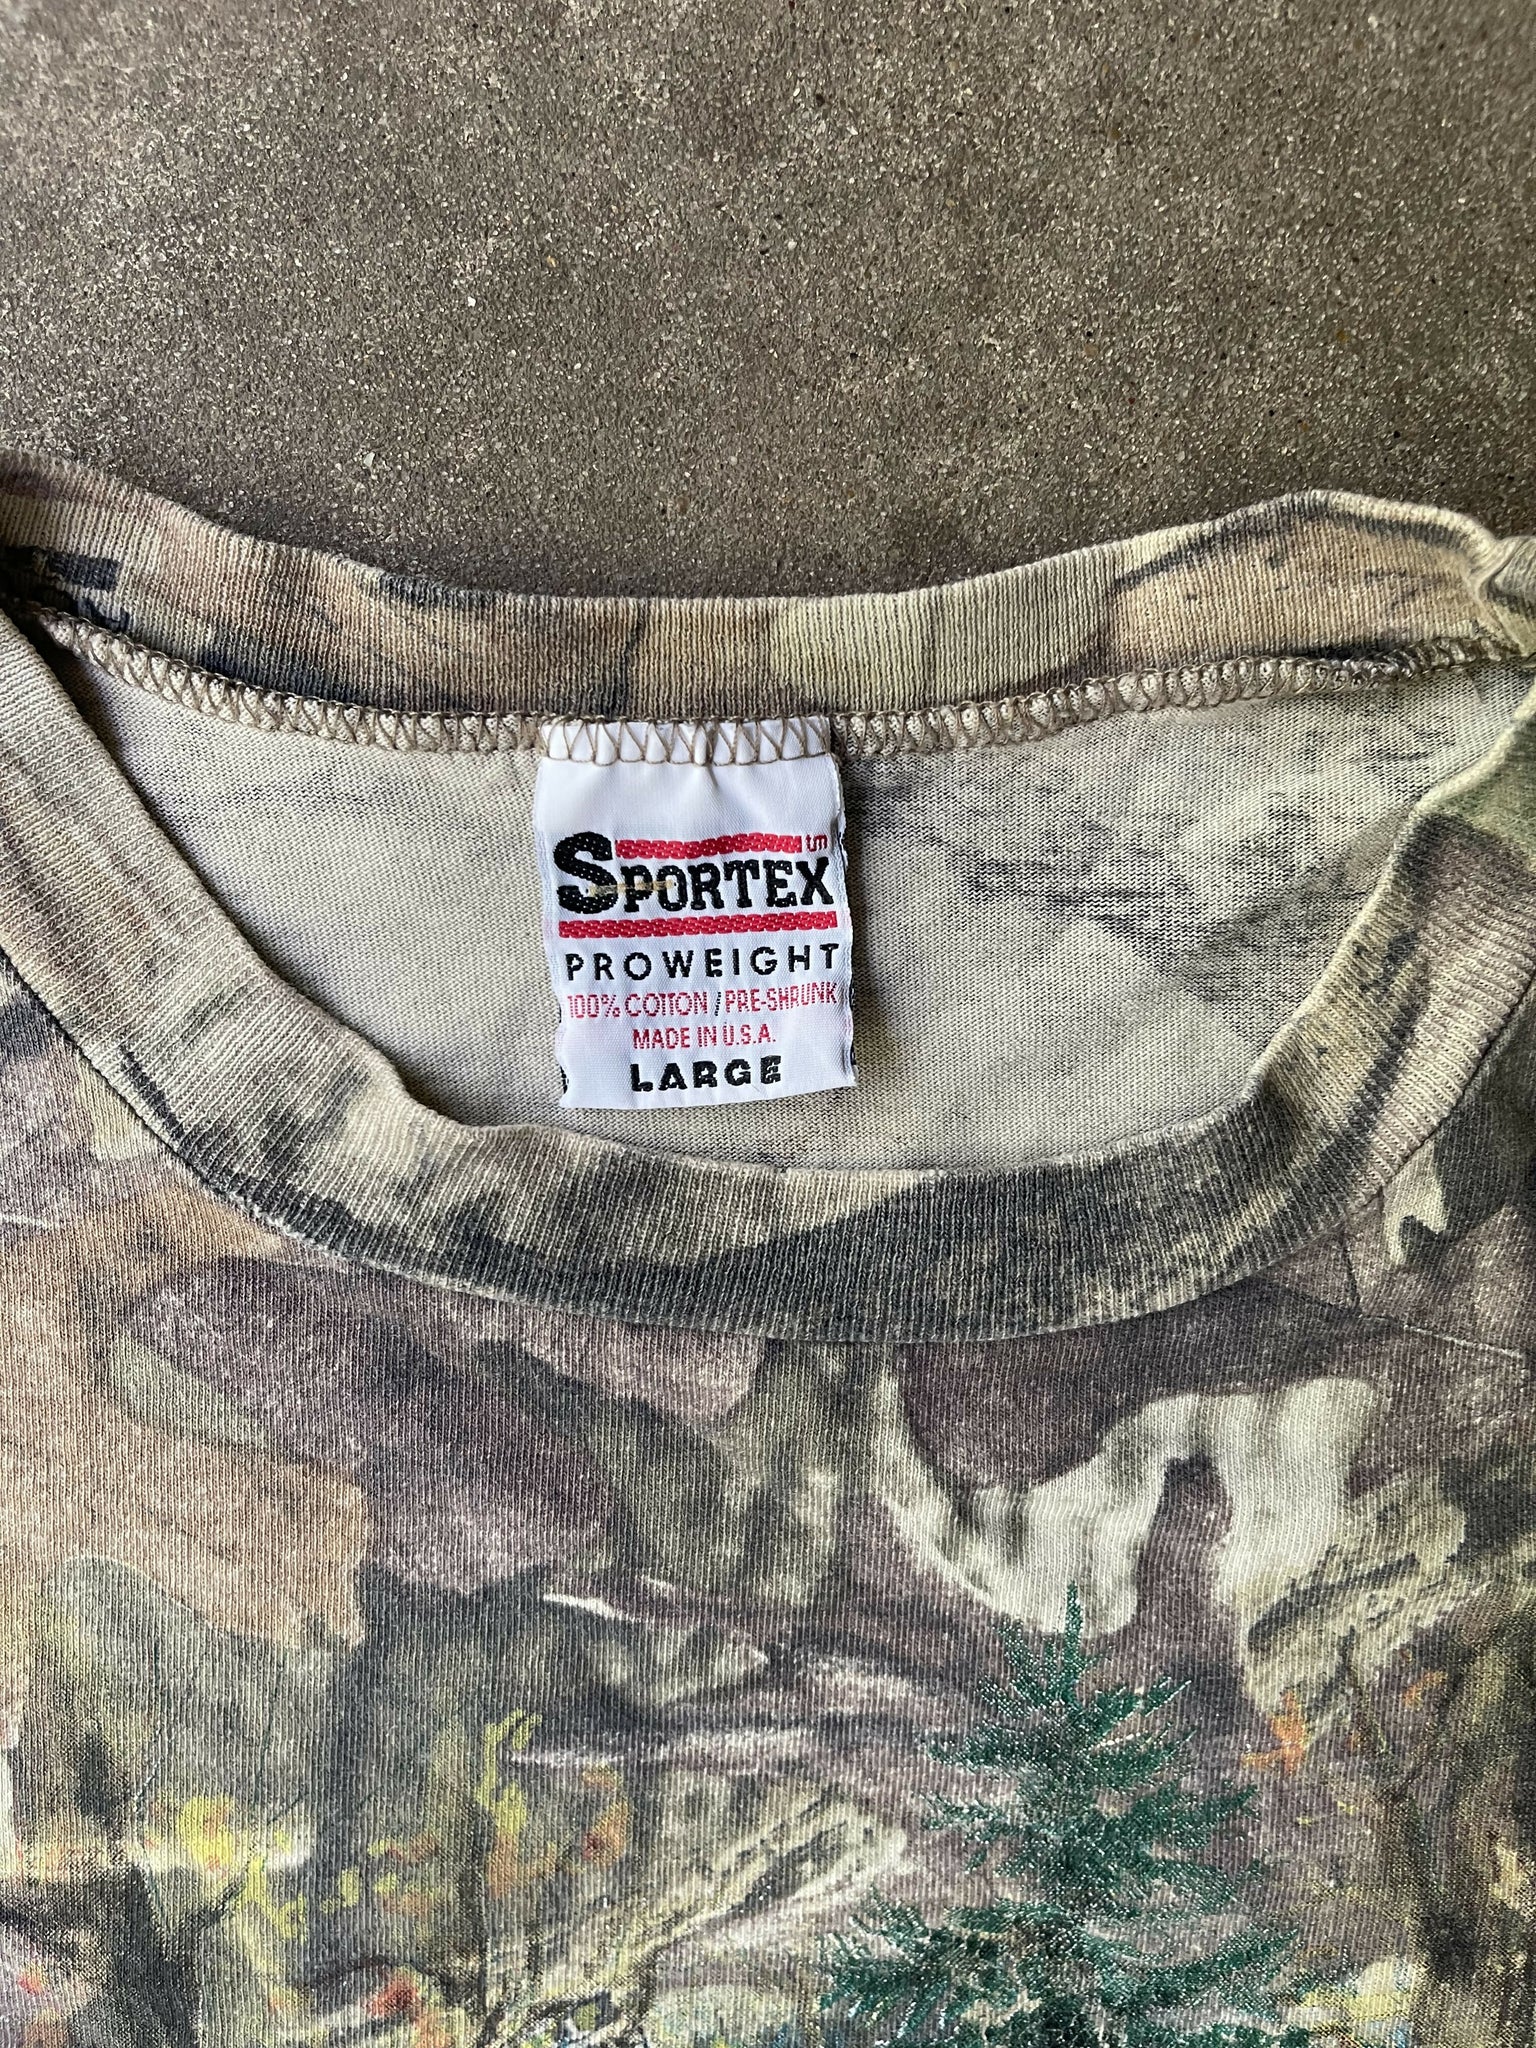 SPORTEX tm
PROWEIGHT
100% COTTON / PRE-SHRUNK
MADE IN U.S.A.
LARGE